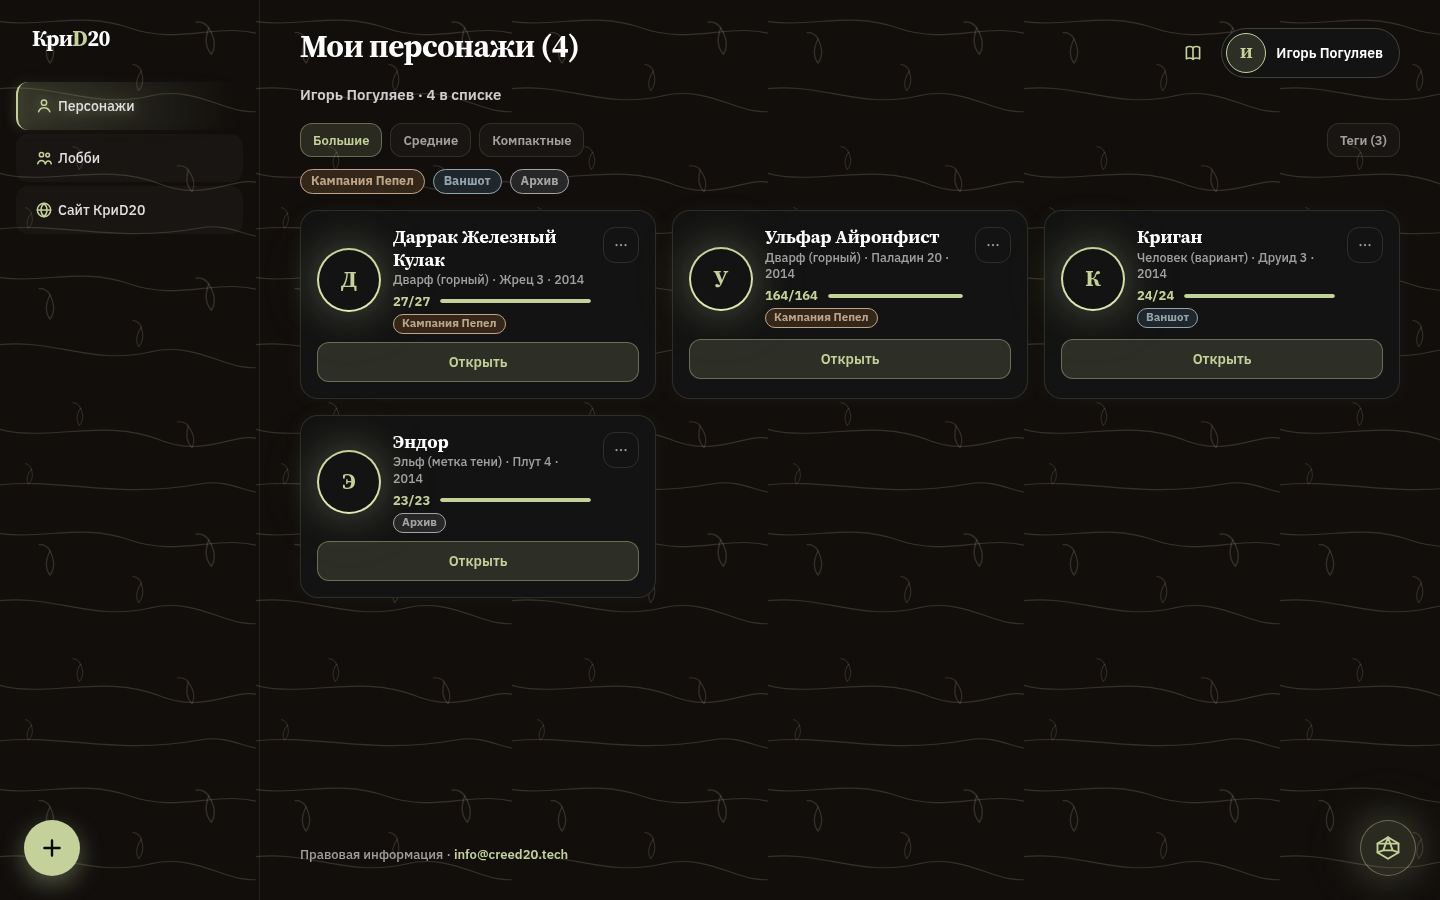 КриD20
Персонажи
Лобби
Сайт КриD20
Мои персонажи (4)
И
Игорь Погуляев
Игорь Погуляев · 4 в списке
Большие
Средние
Компактные
Теги (3)
Кампания Пепел
Ваншот
Архив
Д
Даррак Железный
Кулак
Дварф (горный) · Жрец 3 · 2014
27/27
Кампания Пепел
Открыть
У
Ульфар Айронфист
Дварф (горный) · Паладин 20 ·
2014
164/164
Кампания Пепел
Открыть
К
Криган
Человек (вариант) · Друид 3 ·
2014
24/24
Ваншот
Открыть
Э
Эндор
Эльф (метка тени) · Плут 4 ·
2014
23/23
Архив
Открыть
Правовая информация · info@creed20.tech